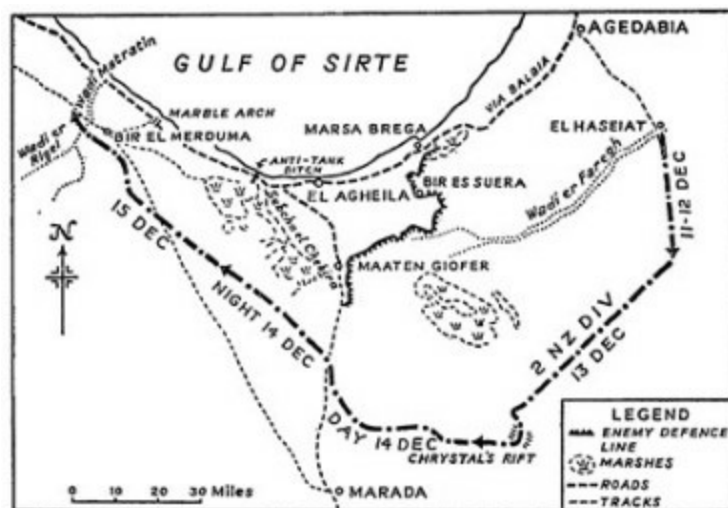 GULF OF SIRTE
AGEDABIA
Wadi Matratin
MARBLE ARCH
VIA BALBIA
MARSA BREGA
EL HASEIAT
Wadi er Rigel
BIR EL MERDUMA
ANTI-TANK
DITCH
EL AGHEILA
BIR ES SUERA
Wadi er Faregh
11-12 DEC
N
15 DEC
MAATEN GIOFER
NIGHT 14 DEC
2 NZ DIV
13 DEC
DAY 14 DEC
CHRYSTAL'S RIFT
MARADA
0 10 20 30 Miles
LEGEND
ENEMY DEFENCE
LINE
MARSHES
ROADS
TRACKS